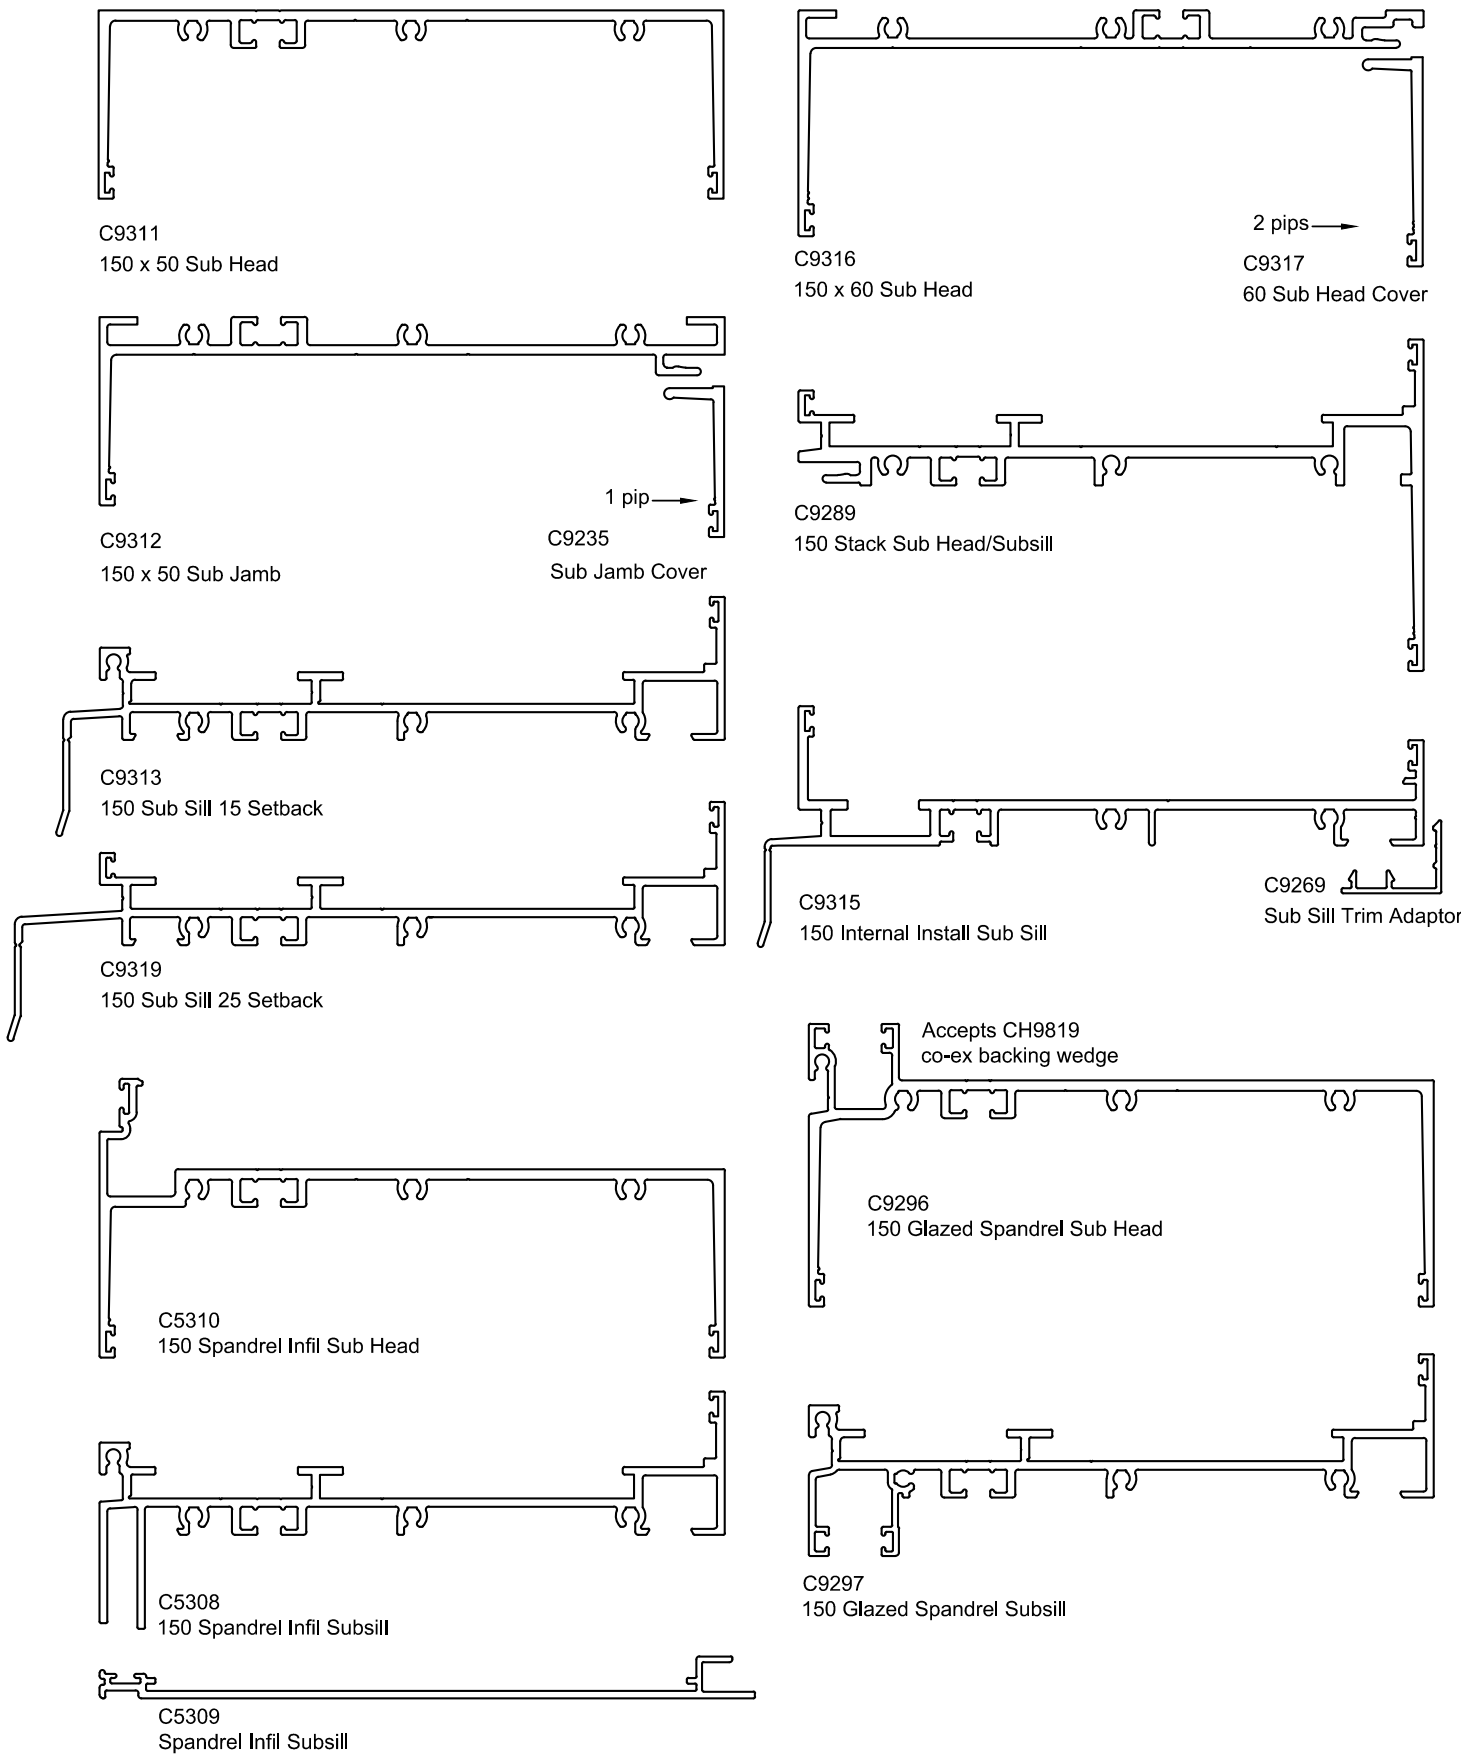 C9311
150 x 50 Sub Head
C9316
150 x 60 Sub Head
2 pips
C9317
60 Sub Head Cover
C9312
150 x 50 Sub Jamb
1 pip
C9235
Sub Jamb Cover
C9289
150 Stack Sub Head/Subsill
C9313
150 Sub Sill 15 Setback
C9319
150 Sub Sill 25 Setback
C9315
150 Internal Install Sub Sill
C9269
Sub Sill Trim Adaptor
Accepts CH9819
co-ex backing wedge
C9296
150 Glazed Spandrel Sub Head
C5310
150 Spandrel Infil Sub Head
C5308
150 Spandrel Infil Subsill
C9297
150 Glazed Spandrel Subsill
C5309
Spandrel Infil Subsill